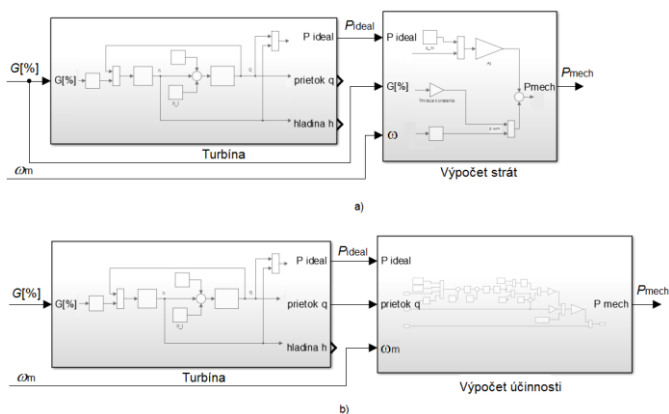 Pideal
P ideal
P ideal
G[%]
G[%]
prietok q
G[%]
Pmech
Pmech
hladina h
ω
Turbína
ωm
Výpočet strát
a)
Pideal
P ideal
P ideal
Pmech
G[%]
G[%]
prietok q
prietok q
P mech
hladina h
ωm
Turbína
ωm
Výpočet účinnosti
b)